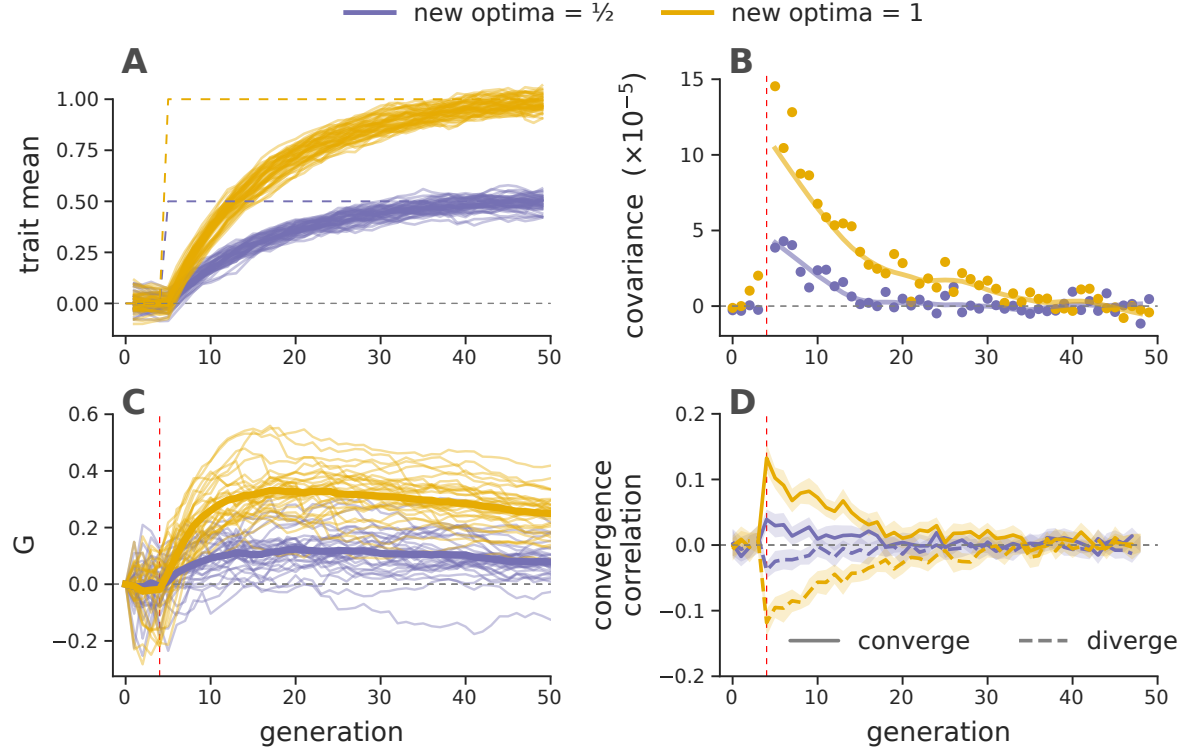 new optima = ½ new optima = 1
A
1.00
0.75
0.50
0.25
0.00
trait mean
0 10 20 30 40 50
B
15
10
5
0
covariance (×10⁻⁵)
0 10 20 30 40 50
C
0.6
0.4
0.2
0.0
−0.2
G
0 10 20 30 40 50
generation
D
0.2
0.1
0.0
−0.1
−0.2
convergence
correlation
converge diverge
0 10 20 30 40 50
generation